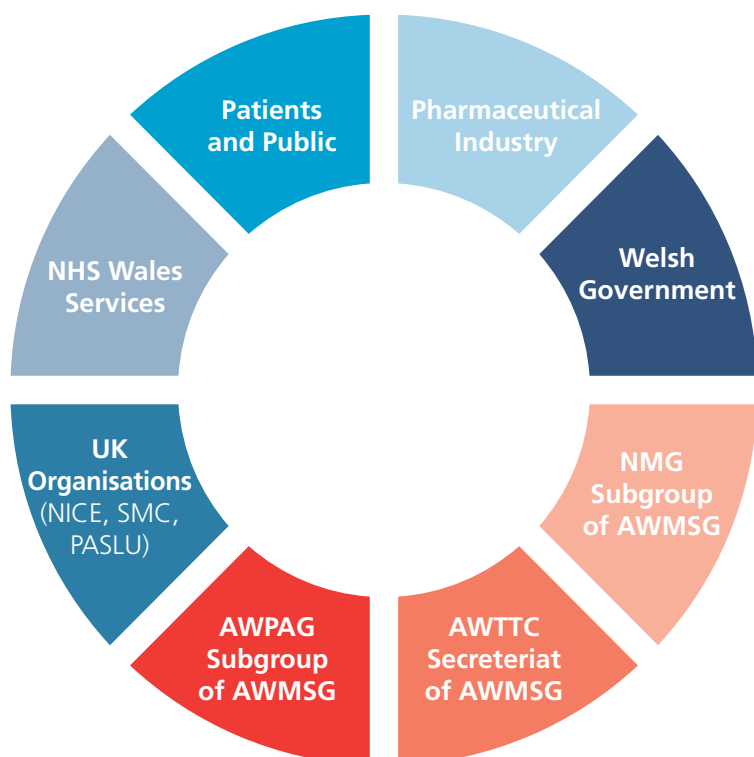 Patients
and Public
Pharmaceutical
Industry
NHS Wales
Services
Welsh
Government
UK
Organisations
(NICE, SMC,
PASLU)
NMG
Subgroup
of AWMSG
AWPAG
Subgroup
of AWMSG
AWTTC
Secreteriat
of AWMSG